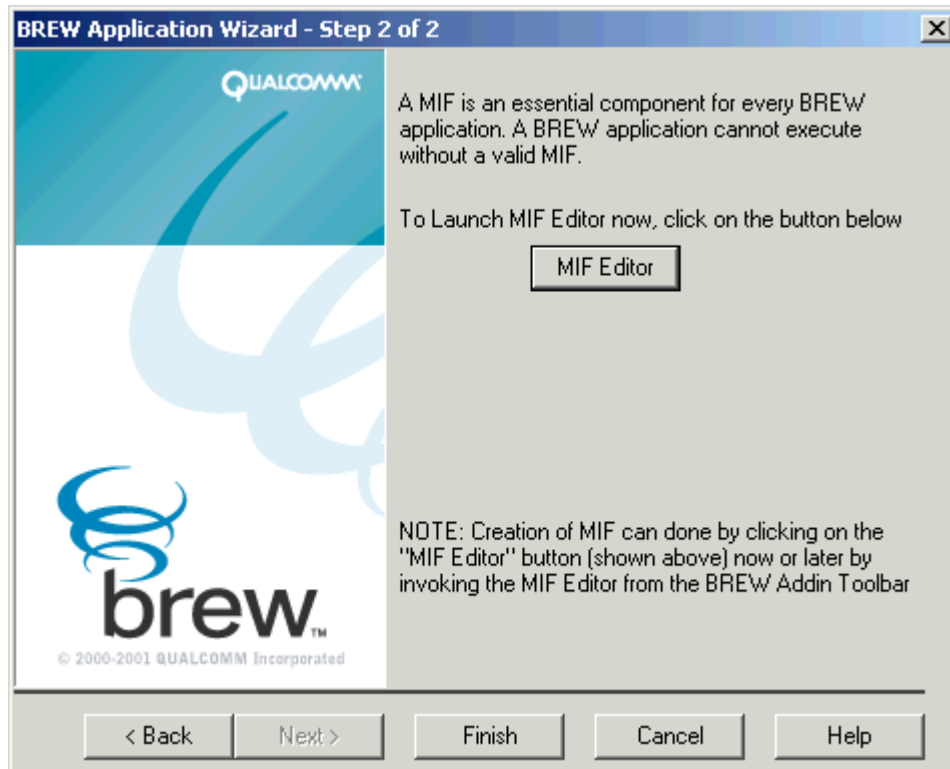 BREW Application Wizard - Step 2 of 2
QUALCOMM
A MIF is an essential component for every BREW
application. A BREW application cannot execute
without a valid MIF.
To Launch MIF Editor now, click on the button below
MIF Editor
NOTE: Creation of MIF can done by clicking on the
"MIF Editor" button (shown above) now or later by
invoking the MIF Editor from the BREW Addin Toolbar
brew™
© 2000-2001 QUALCOMM Incorporated
< Back Next > Finish Cancel Help